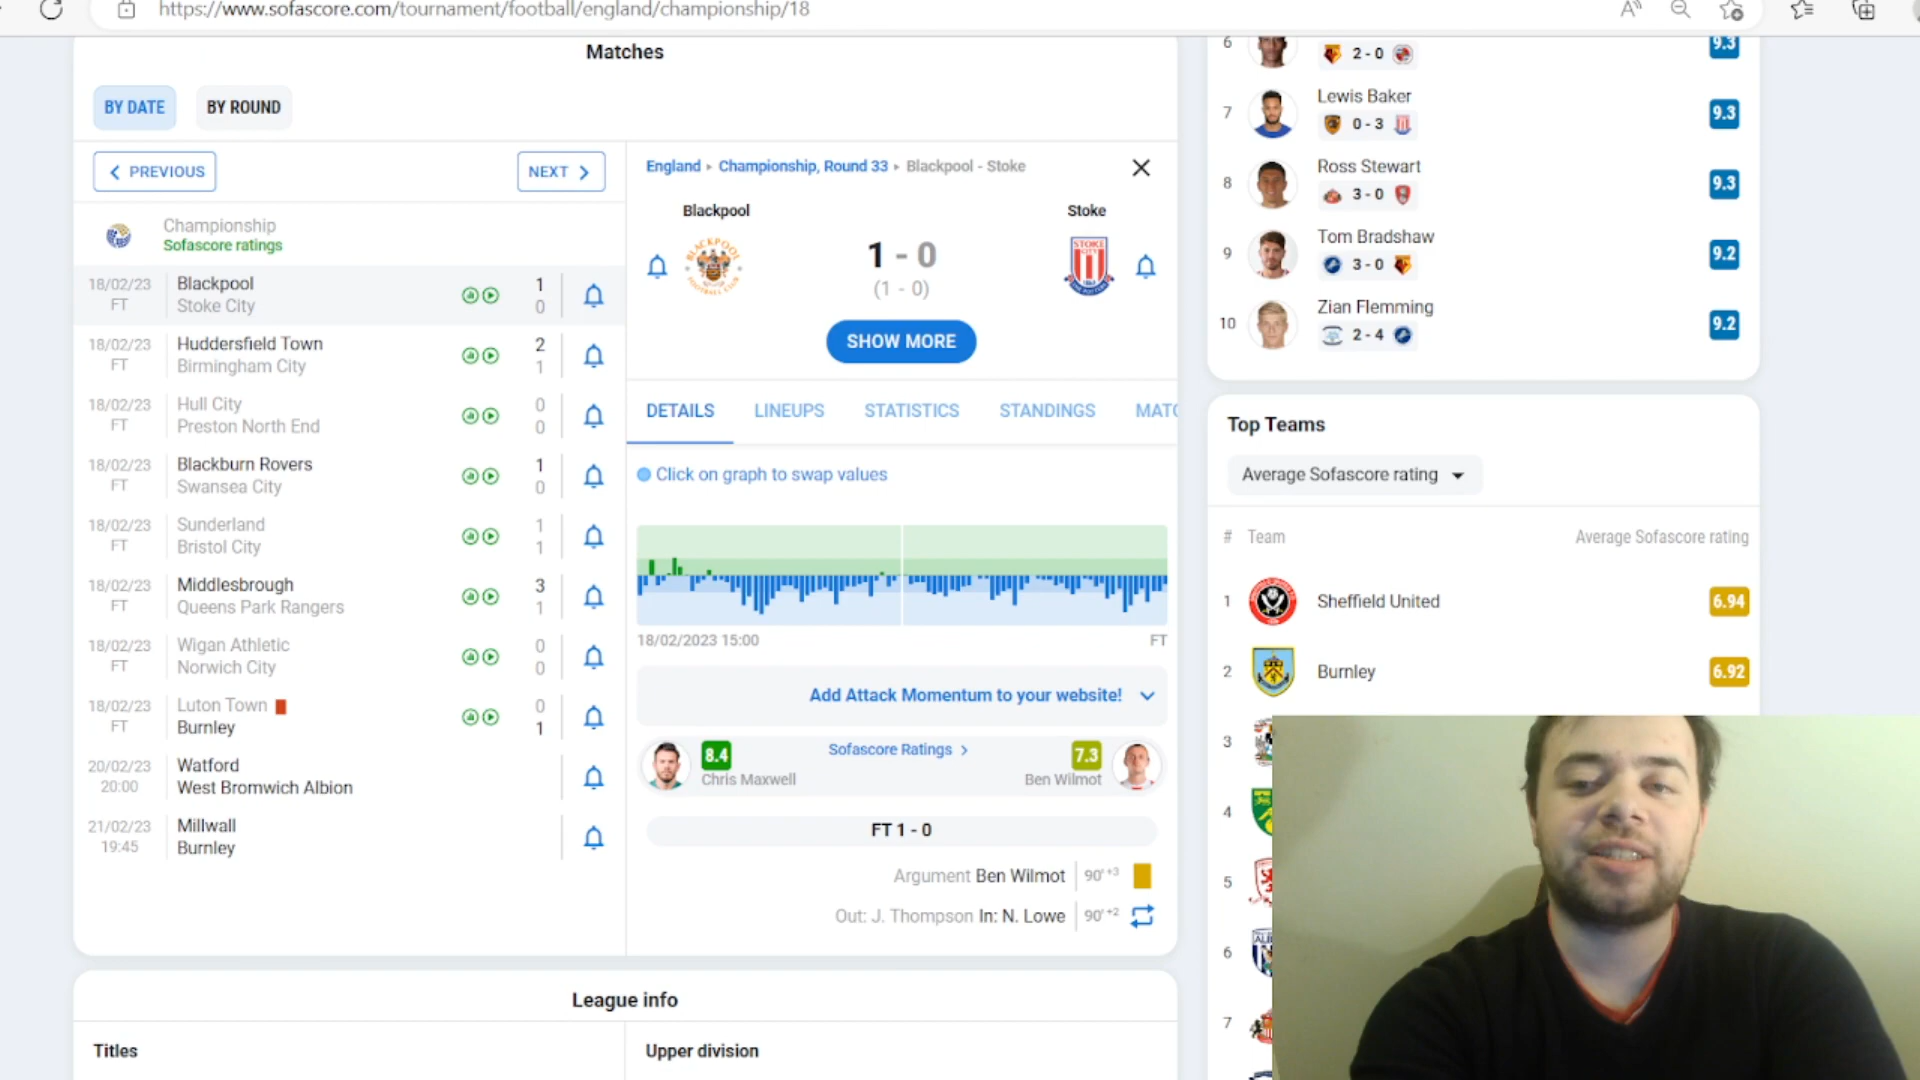 https://www.sofascore.com/tournament/football/england/championship/18
Matches
BY DATE
BY ROUND
PREVIOUS
NEXT
Championship
Sofascore ratings
18/02/23 Blackpool 1
FT Stoke City 0
18/02/23 Huddersfield Town 2
FT Birmingham City 1
18/02/23 Hull City 0
FT Preston North End 0
18/02/23 Blackburn Rovers 1
FT Swansea City 0
18/02/23 Sunderland 1
FT Bristol City 1
18/02/23 Middlesbrough 3
FT Queens Park Rangers 1
18/02/23 Wigan Athletic 0
FT Norwich City 0
18/02/23 Luton Town 0
FT Burnley 1
20/02/23 Watford
20:00 West Bromwich Albion
21/02/23 Millwall
19:45 Burnley
England Championship, Round 33 Blackpool - Stoke
Blackpool Stoke
1 - 0
(1 - 0)
SHOW MORE
DETAILS LINEUPS STATISTICS STANDINGS MATC
Click on graph to swap values
18/02/2023 15:00 FT
Add Attack Momentum to your website!
8.4 Sofascore Ratings 7.3
Chris Maxwell Ben Wilmot
FT 1 - 0
Argument Ben Wilmot 90' +3
Out: J. Thompson In: N. Lowe 90' +2
League info
Titles
Upper division
6 2 - 0 9.3
7 Lewis Baker 9.3
0 - 3
8 Ross Stewart 9.3
3 - 0
9 Tom Bradshaw 9.2
3 - 0
10 Zian Flemming 9.2
2 - 4
Top Teams
Average Sofascore rating
# Team Average Sofascore rating
1 Sheffield United 6.94
2 Burnley 6.92
3
4
5
6
7